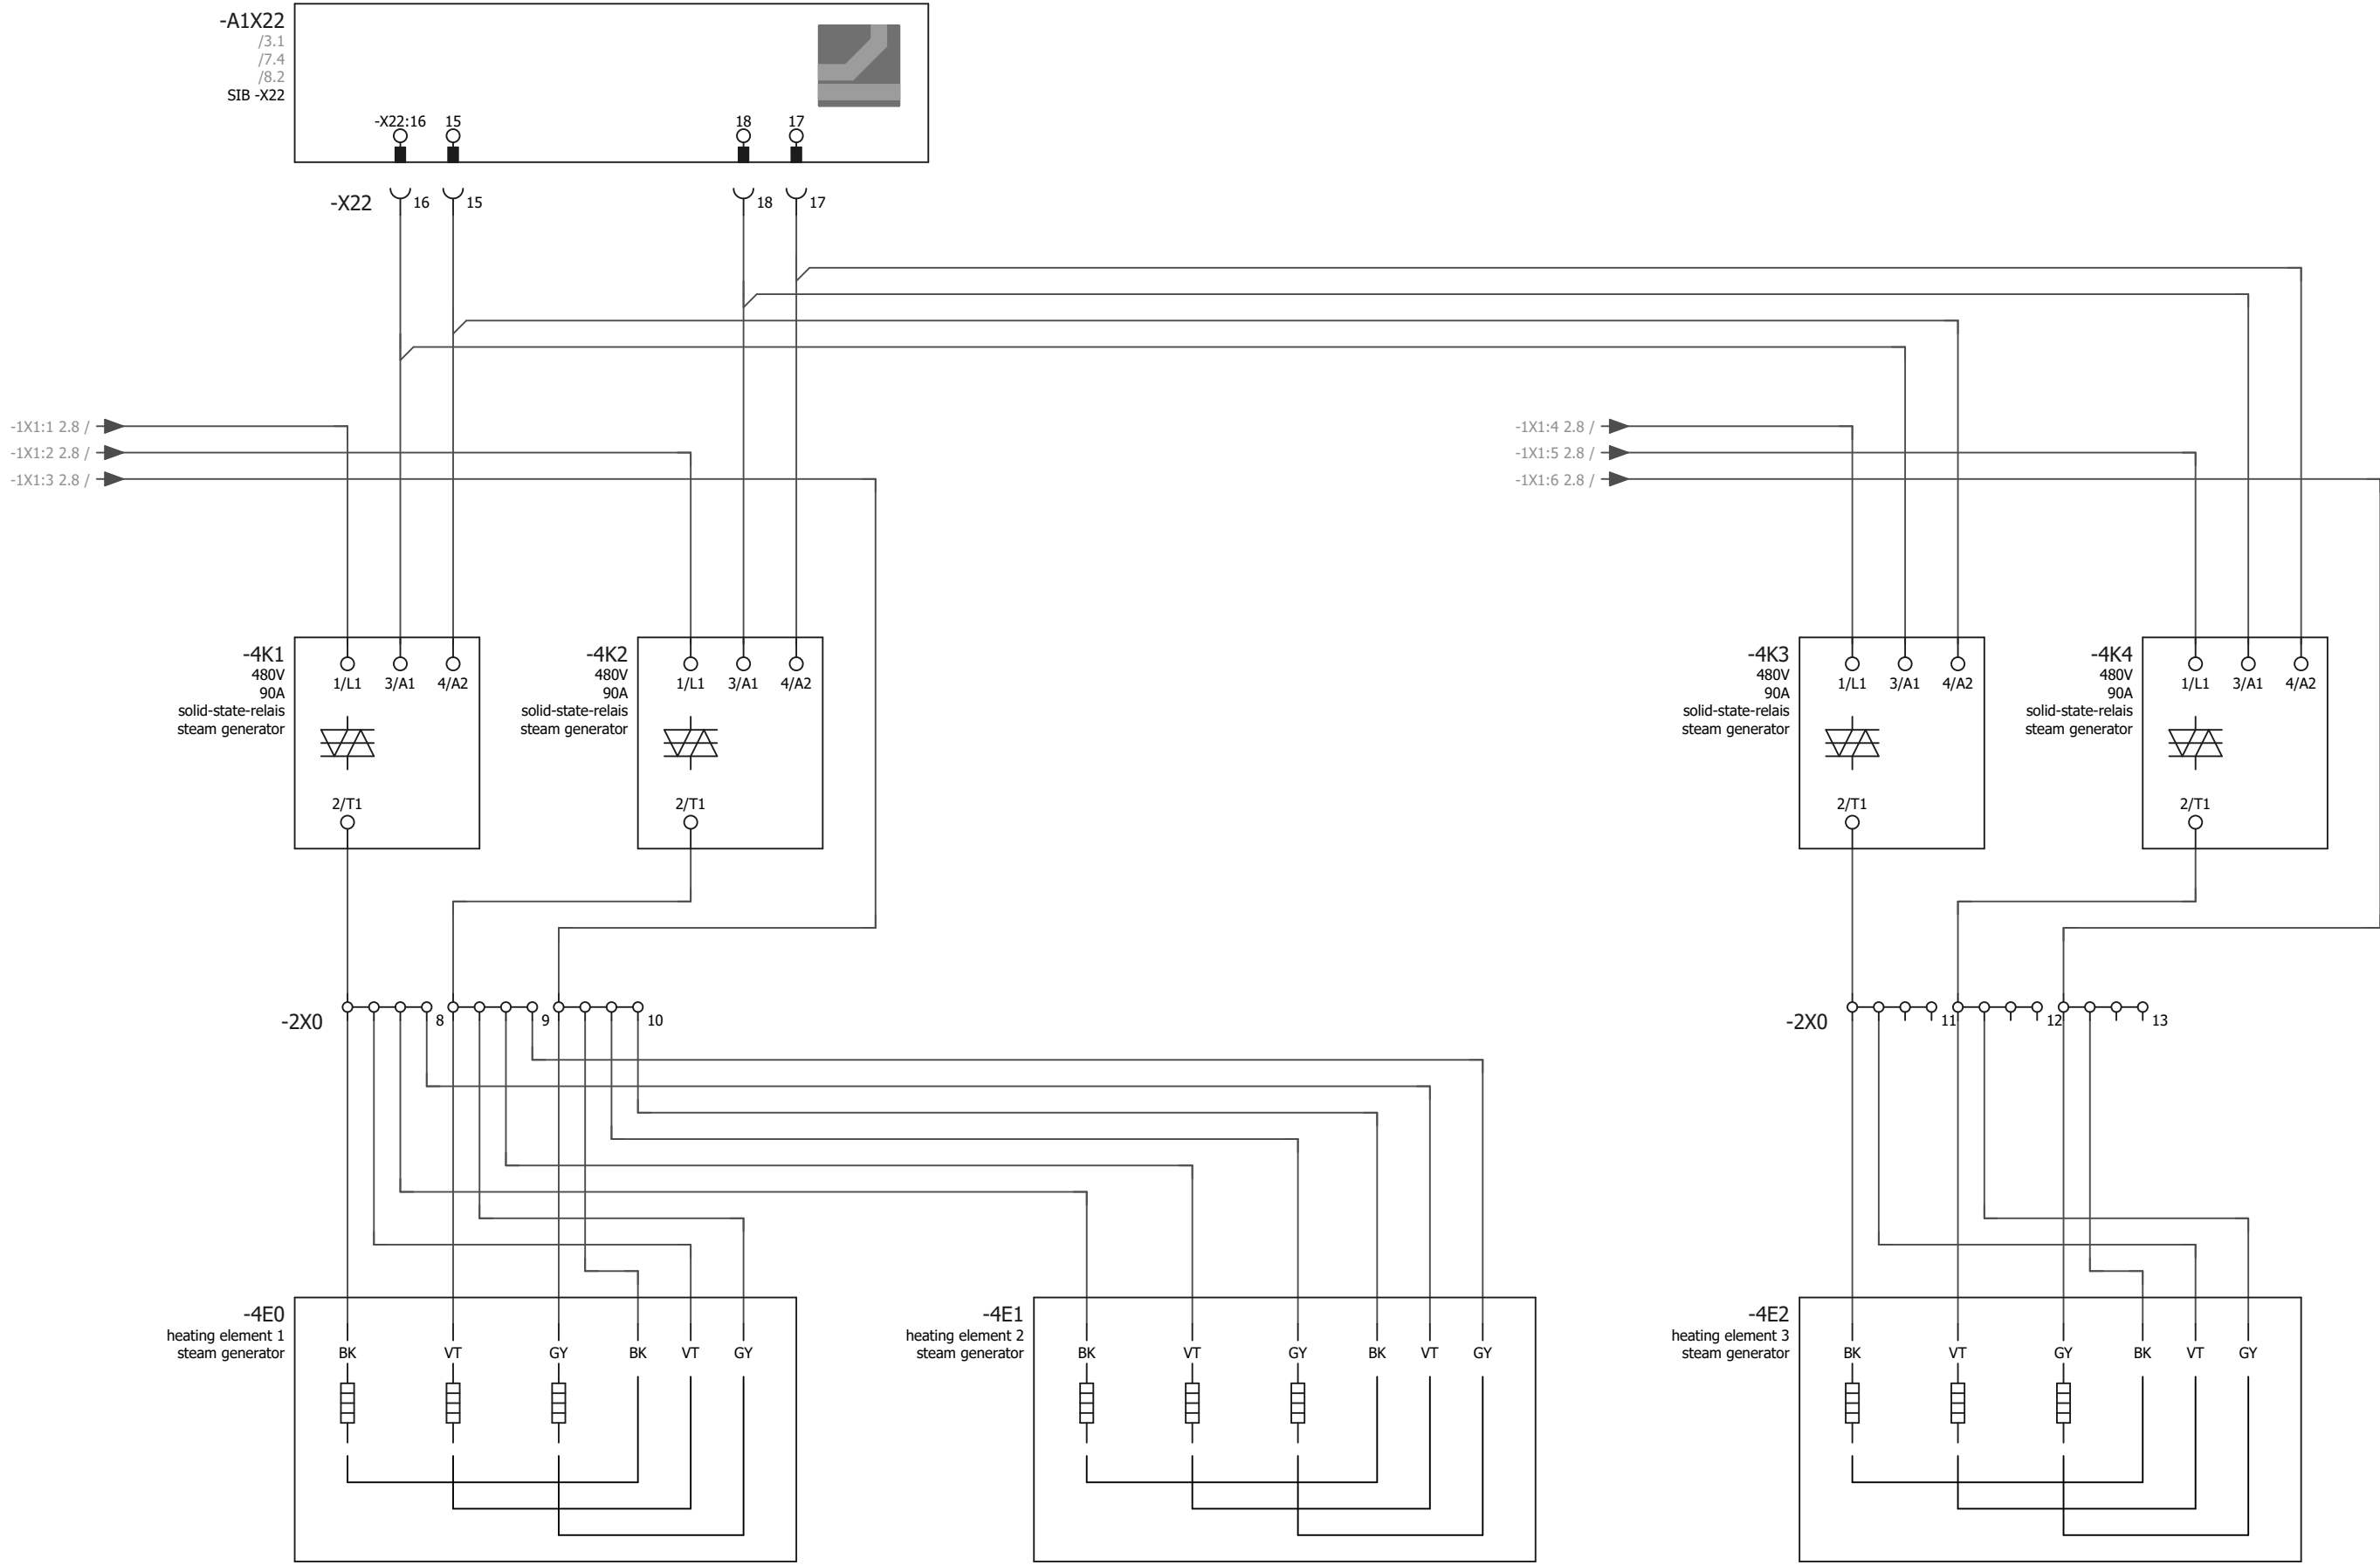 -A1X22
/3.1
/7.4
/8.2
SIB -X22
-X22:16 15 18 17
-X22 16 15 18 17
-1X1:1 2.8 /
-1X1:2 2.8 /
-1X1:3 2.8 /
-1X1:4 2.8 /
-1X1:5 2.8 /
-1X1:6 2.8 /
-4K1
480V
90A
solid-state-relais
steam generator
1/L1 3/A1 4/A2
2/T1
-4K2
480V
90A
solid-state-relais
steam generator
1/L1 3/A1 4/A2
2/T1
-4K3
480V
90A
solid-state-relais
steam generator
1/L1 3/A1 4/A2
2/T1
-4K4
480V
90A
solid-state-relais
steam generator
1/L1 3/A1 4/A2
2/T1
-2X0 8 9 10
-2X0 11 12 13
-4E0
heating element 1
steam generator
BK VT GY BK VT GY
-4E1
heating element 2
steam generator
BK VT GY BK VT GY
-4E2
heating element 3
steam generator
BK VT GY BK VT GY